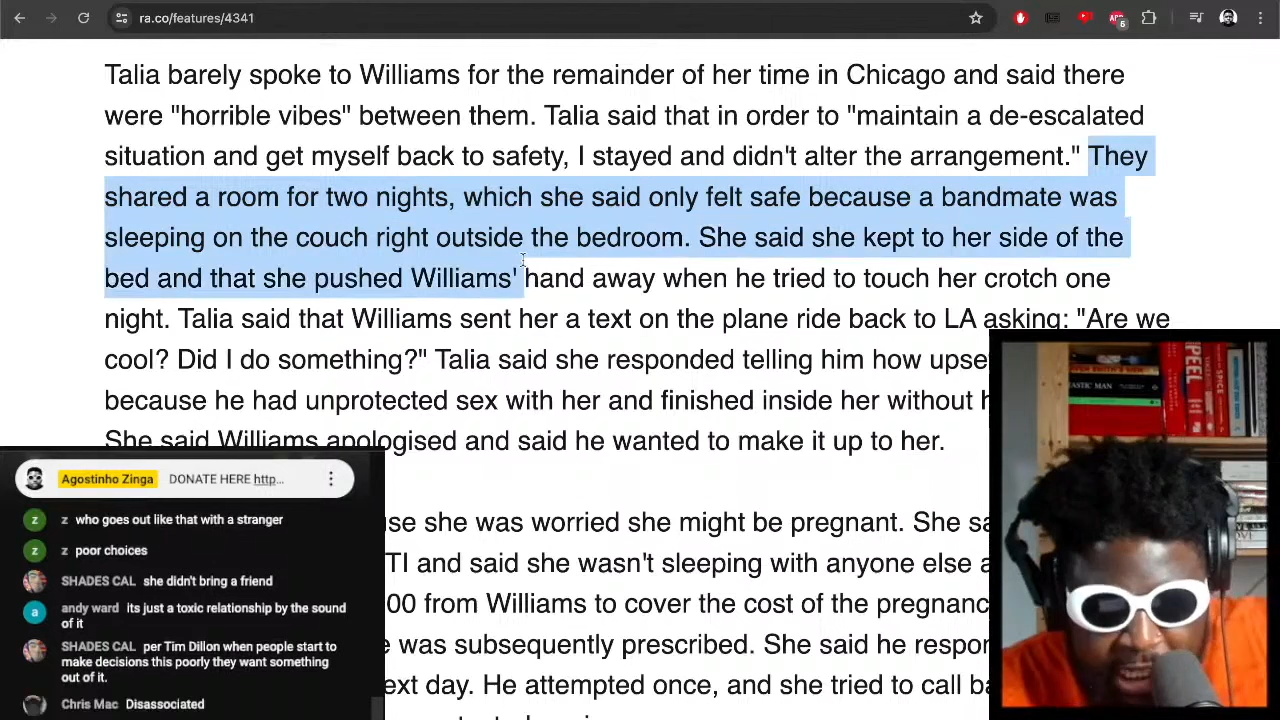 ra.co/features/4341
6
Talia barely spoke to Williams for the remainder of her time in Chicago and said there
were "horrible vibes" between them. Talia said that in order to "maintain a de-escalated
situation and get myself back to safety, I stayed and didn't alter the arrangement." They
shared a room for two nights, which she said only felt safe because a bandmate was
sleeping on the couch right outside the bedroom. She said she kept to her side of the
bed and that she pushed Williams' hand away when he tried to touch her crotch one
night. Talia said that Williams sent her a text on the plane ride back to LA asking: "Are we
cool? Did I do something?" Talia said she responded telling him how
because he had unprotected sex with her and finished inside her without
She said Williams apologised and said he wanted to make it up to her.
she was worried she might be pregnant. She
and said she wasn't sleeping with anyone else
from Williams to cover the cost of the
was subsequently prescribed. She said he
day. He attempted once, and she tried to call
Agostinho Zinga DONATE HERE http...
z z who goes out like that with a stranger
z z poor choices
SHADES CAL she didn't bring a friend
a andy ward its just a toxic relationship by the sound
of it
SHADES CAL per Tim Dillon when people start to
make decisions this poorly they want something
out of it.
Chris Mac Disassociated